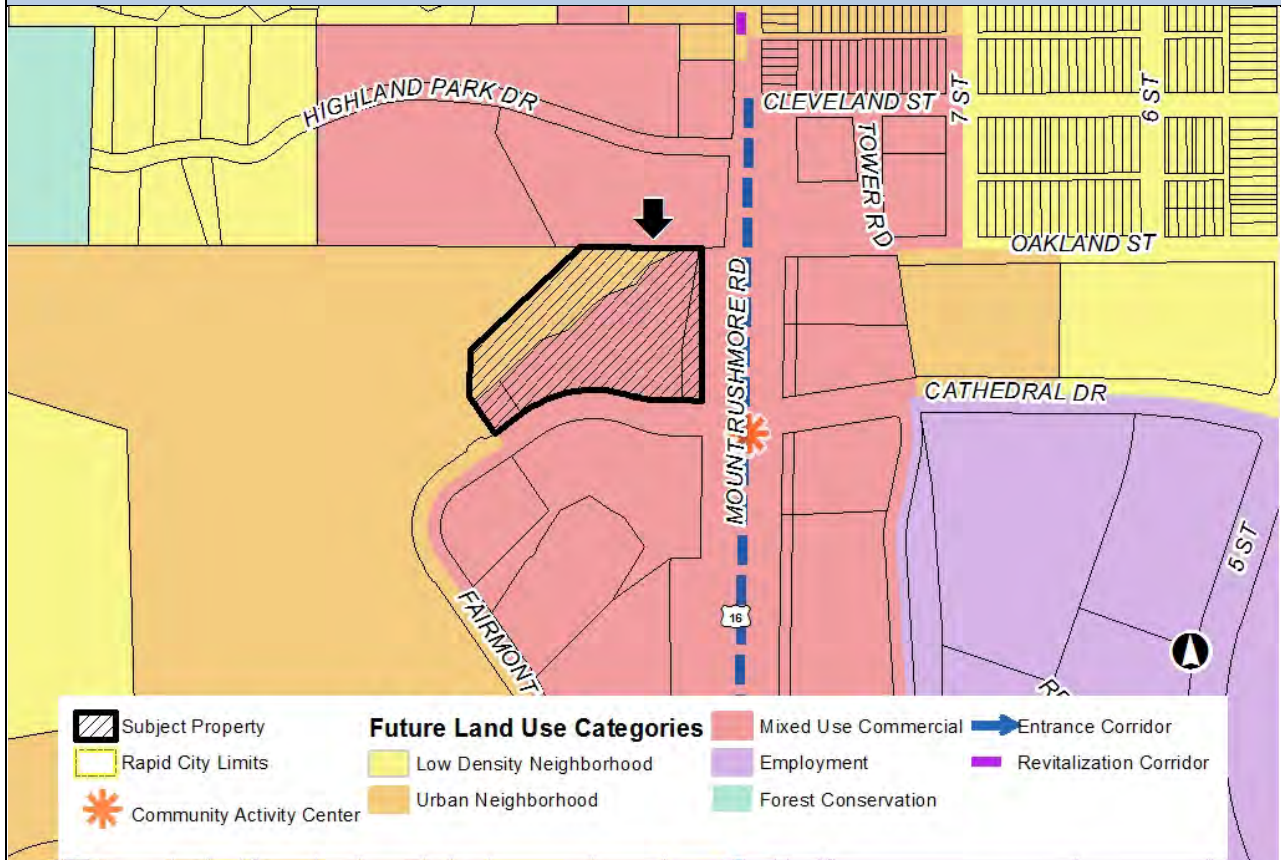 HIGHLAND PARK DR
CLEVELAND ST
7 ST
6 ST
TOWER RD
OAKLAND ST
MOUNT RUSHMORE RD
CATHEDRAL DR
5 ST
FAIRMONT
16
Subject Property
Rapid City Limits
Community Activity Center
Future Land Use Categories
Low Density Neighborhood
Urban Neighborhood
Mixed Use Commercial
Employment
Forest Conservation
Entrance Corridor
Revitalization Corridor